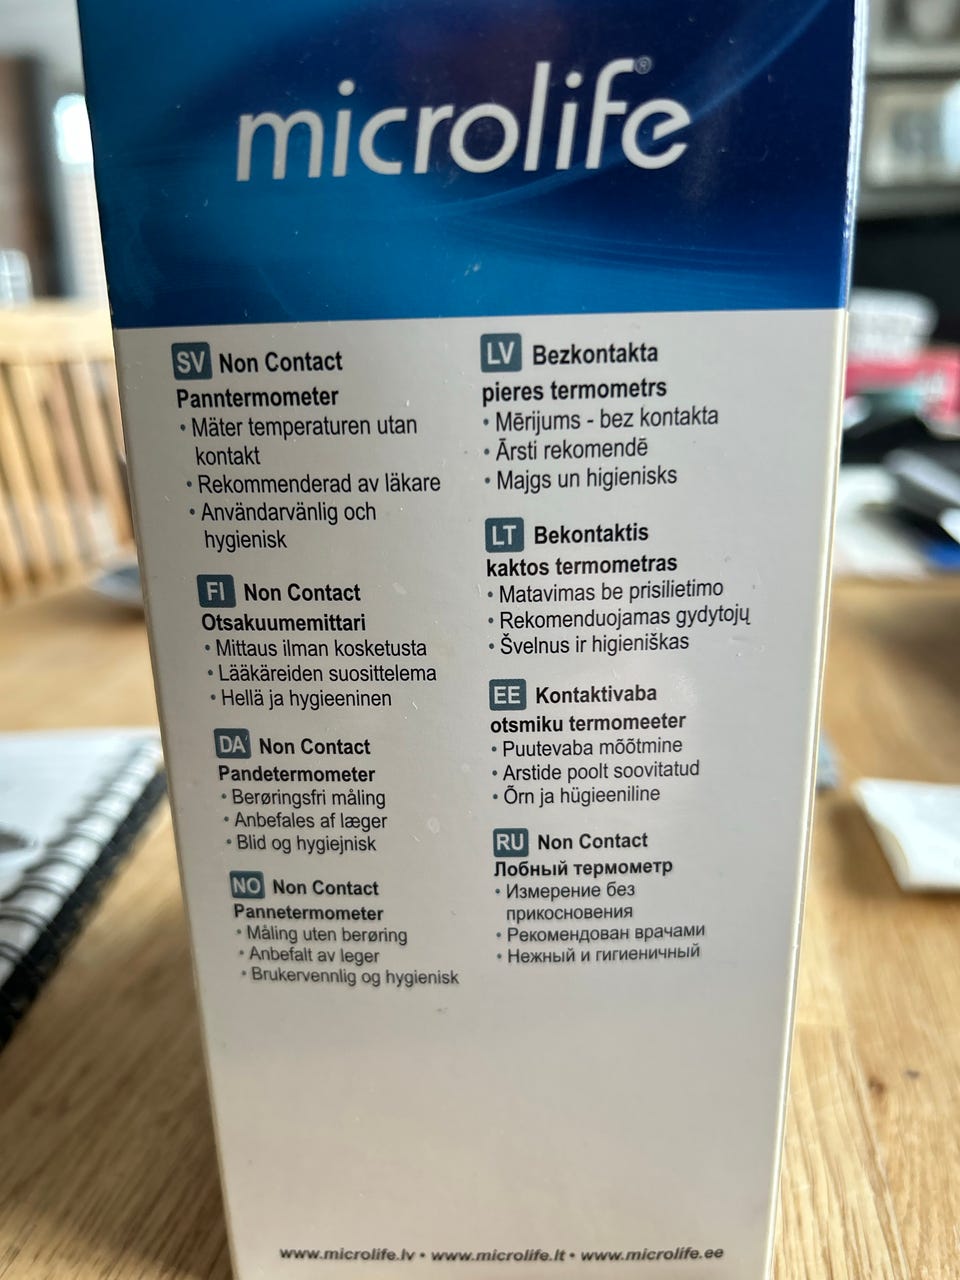 microlife®
SV Non Contact
Panntermometer
• Mäter temperaturen utan
kontakt
• Rekommenderad av läkare
• Användarvänlig och
hygienisk
FI Non Contact
Otsakuumemittari
• Mittaus ilman kosketusta
• Lääkäreiden suosittelema
• Hellä ja hygieeninen
DA Non Contact
Pandetermometer
• Berøringsfri måling
• Anbefales af læger
• Blid og hygiejnisk
NO Non Contact
Pannetermometer
• Måling uten berøring
• Anbefalt av leger
• Brukervennlig og hygienisk
LV Bezkontakta
pieres termometrs
• Mērijums - bez kontakta
• Ārsti rekomendē
• Majgs un higienisks
LT Bekontaktis
kaktos termometras
• Matavimas be prisilietimo
• Rekomenduojamas gydytojų
• Švelnus ir higieniškas
EE Kontaktivaba
otsmiku termomeeter
• Puutevaba mõõtmine
• Arstide poolt soovitatud
• Õrn ja hügieeniline
RU Non Contact
Лобный термометр
• Измерение без
прикосновения
• Рекомендован врачами
• Нежный и гигиеничный
www.microlife.lv • www.microlife.lt • www.microlife.ee